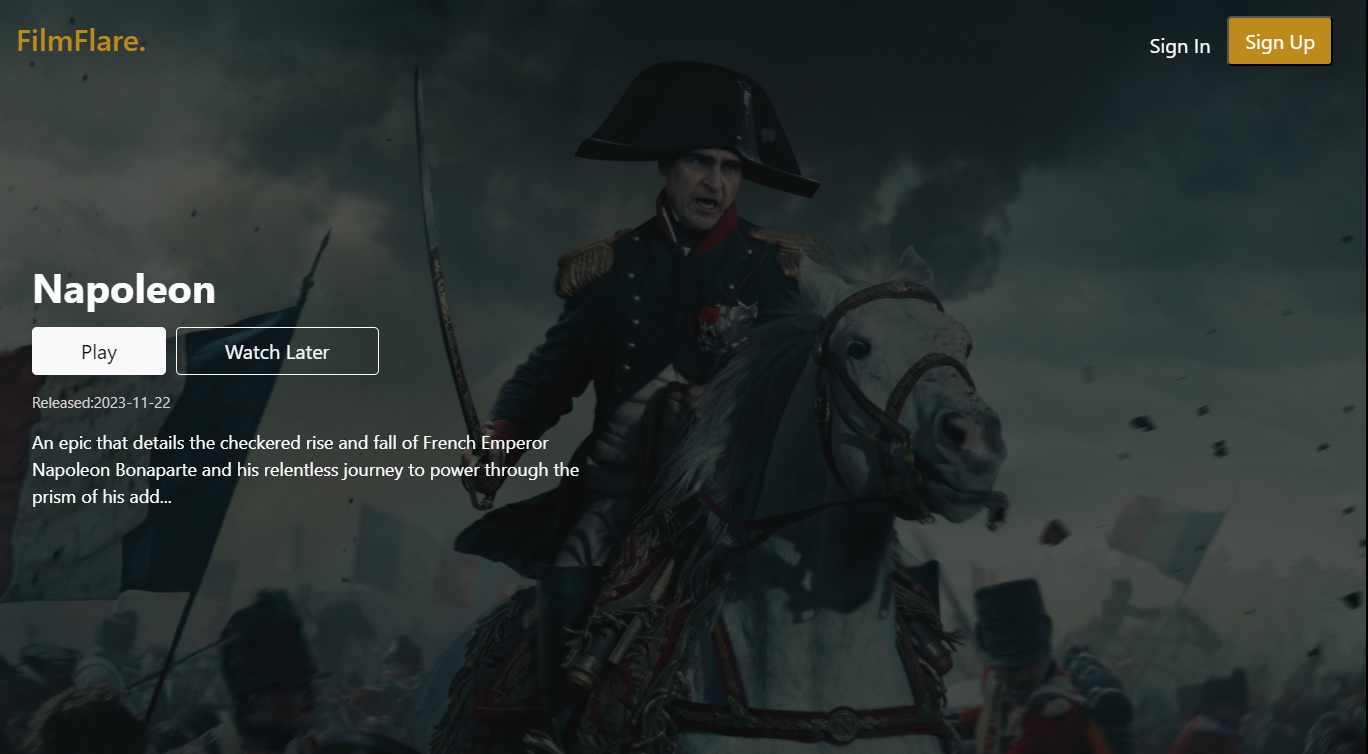 FilmFlare.
Sign In
Sign Up
Napoleon
Play
Watch Later
Released:2023-11-22
An epic that details the checkered rise and fall of French Emperor
Napoleon Bonaparte and his relentless journey to power through the
prism of his add...